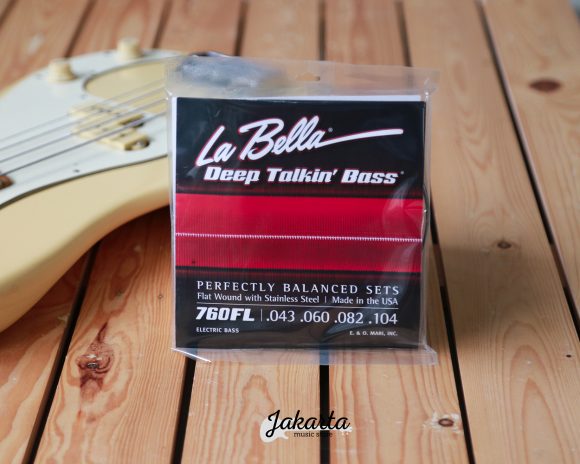 La Bella®
Deep Talkin' Bass®
PERFECTLY BALANCED SETS
Flat Wound with Stainless Steel | Made in the USA
760FL | .043 .060 .082 .104
ELECTRIC BASS E. & O. MARI, INC.
Jakarta
music store